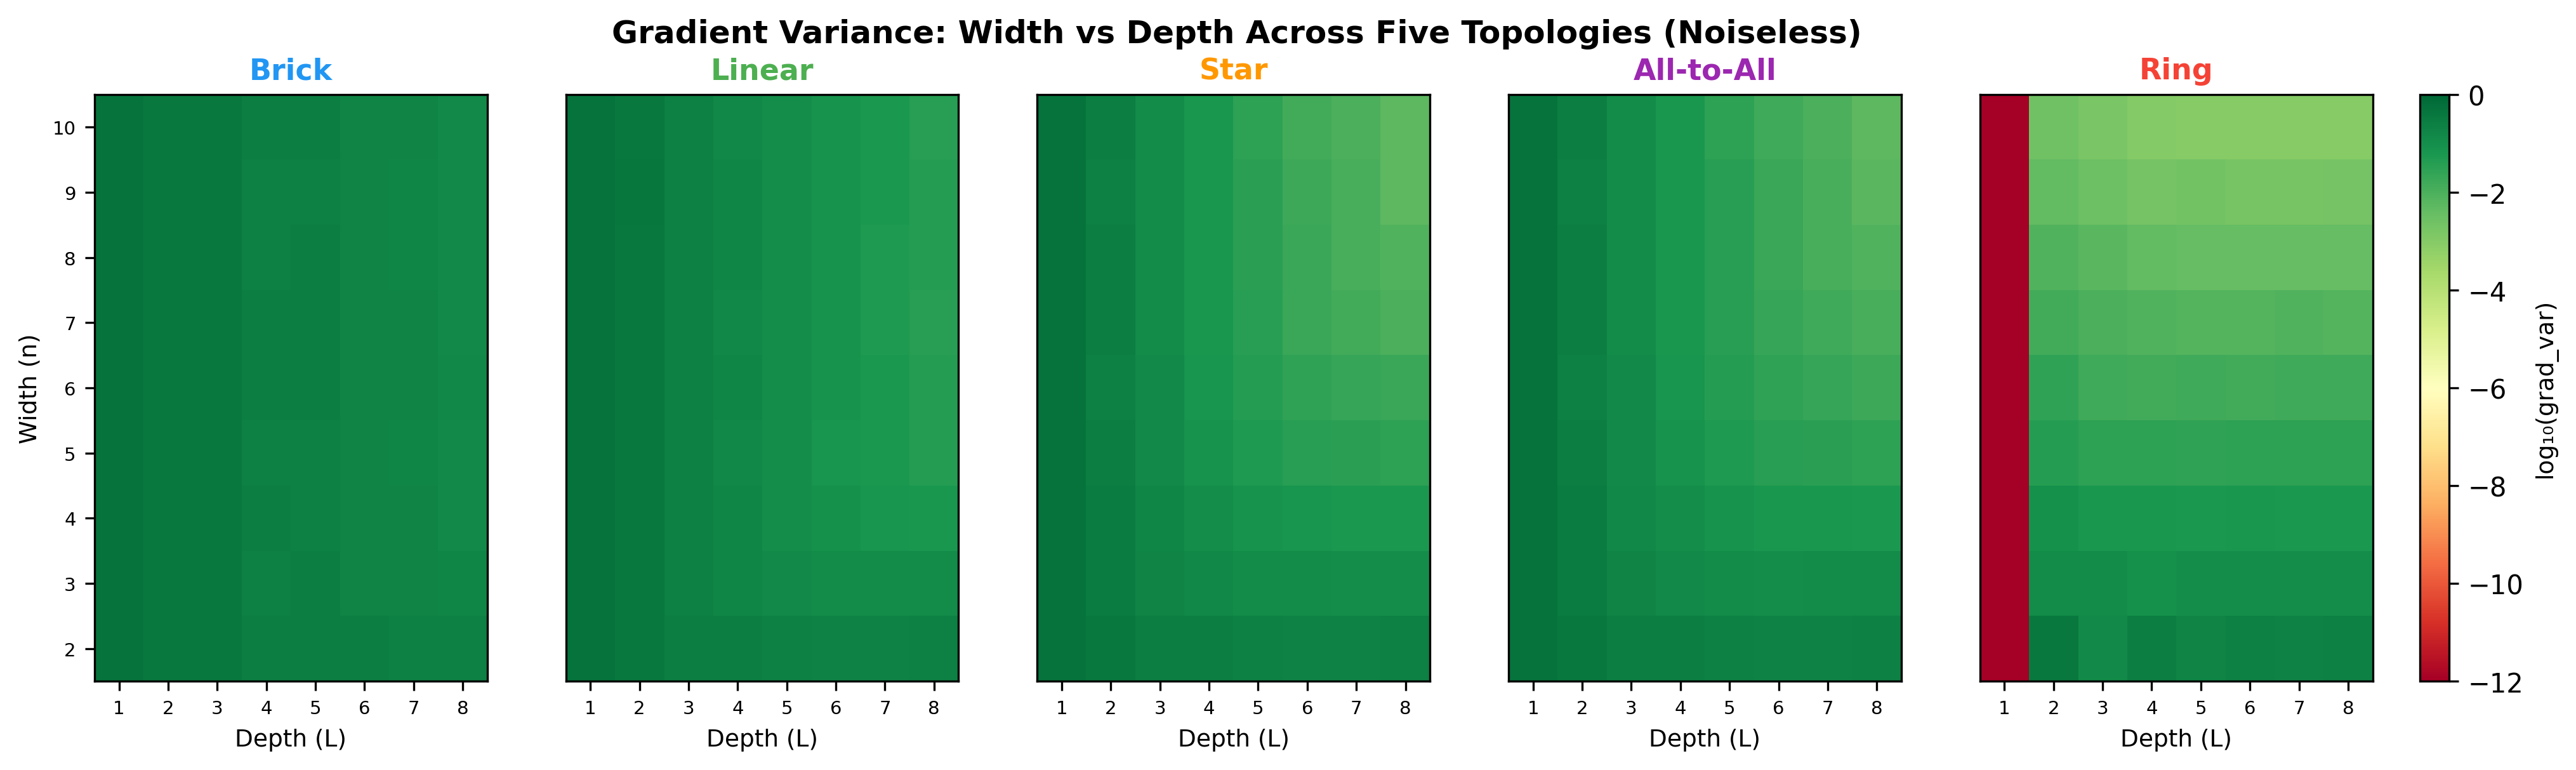 Gradient Variance: Width vs Depth Across Five Topologies (Noiseless)
Brick
Linear
Star
All-to-All
Ring
Width (n)
10
9
8
7
6
5
4
3
2
1 2 3 4 5 6 7 8
1 2 3 4 5 6 7 8
1 2 3 4 5 6 7 8
1 2 3 4 5 6 7 8
1 2 3 4 5 6 7 8
Depth (L)
Depth (L)
Depth (L)
Depth (L)
Depth (L)
0
−2
−4
−6
−8
−10
−12
log₁₀(grad_var)